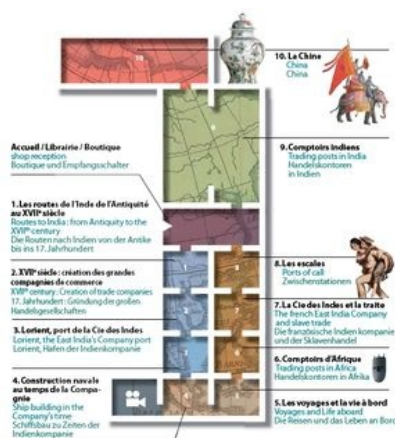 10
10. La Chine
China
China
9
Accueil / Librairie / Boutique
shop reception
Boutique und Empfangsschalter
9. Comptoirs indiens
Trading posts in India
Handelskontoren
in Indien
1. Les routes de l'Inde de l'Antiquité
au XVIIᵉ siècle
Routes to India : from Antiquity to the
XVIIᵗʰ century
Die Routen nach Indien von der Antike
bis ins 17. Jahrhundert
1
8
8. Les escales
Ports of call
Zwischenstationen
2. XVIIᵉ siècle : création des grandes
compagnies de commerce
XVIIᵗʰ century : Creation of trade companies
17. Jahrhundert : Gründung der großen
Handelsgesellschaften
2
7. La Cie des Indes et la traite
The french East India Company
and slave trade
Die französische Indien kompanie
und der Sklavenhandel
3. Lorient, port de la Cie des Indes
Lorient, the East India's Company port
Lorient, Hafen der Indienkompanie
6. Comptoirs d'Afrique
Trading posts in Africa
Handelskontoren in Afrika
4. Construction navale
au temps de la Compa-
gnie
Ship building in the
Company's time
Schiffsbau zu Zeiten der
Indienkompanie
5. Les voyages et la vie à bord
Voyages and Life aboard
Die Reisen und das Leben an Bord